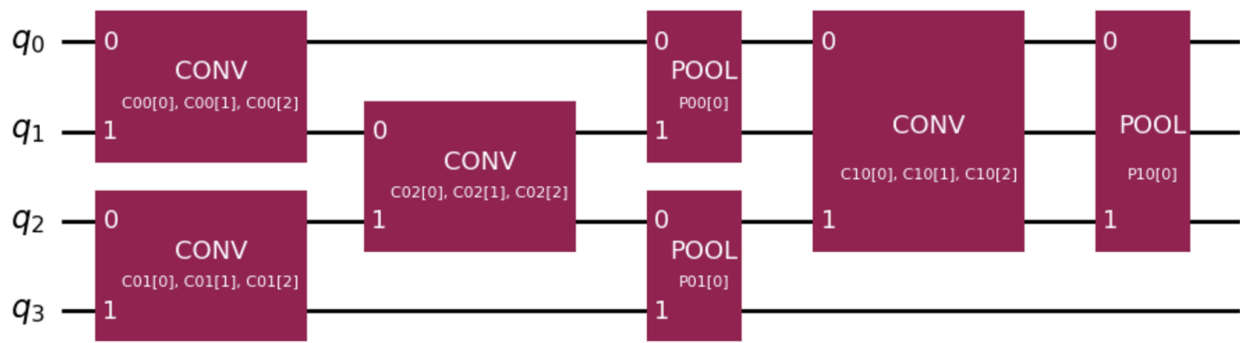 q0 0 CONV C00[0], C00[1], C00[2] 0 POOL P00[0] 0 CONV C10[0], C10[1], C10[2] 0 POOL P10[0]
q1 1 0 CONV C02[0], C02[1], C02[2] 1
q2 0 CONV C01[0], C01[1], C01[2] 1 0 POOL P01[0] 1 1
q3 1 1